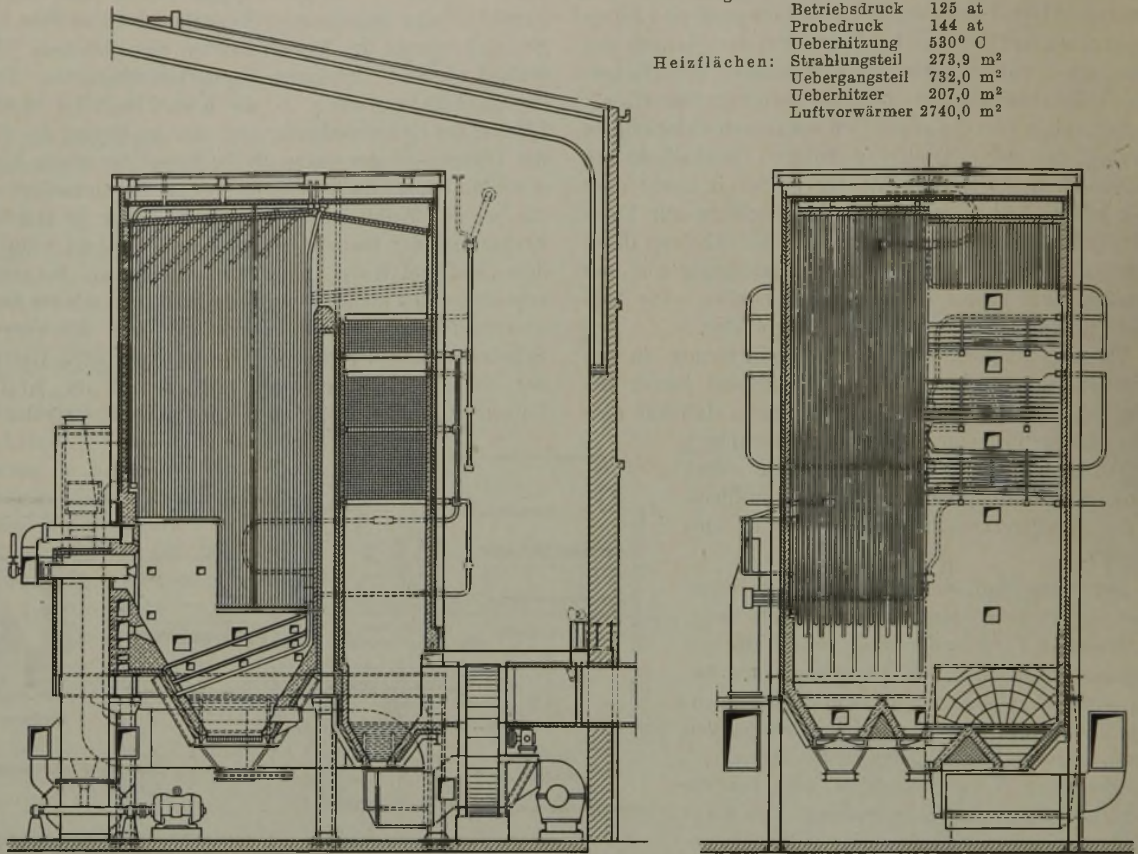 Betriebsdruck 125 at
Probedruck 144 at
Ueberhitzung 530⁰ C
Heizflächen: Strahlungsteil 273,9 m²
Uebergangsteil 732,0 m²
Ueberhitzer 207,0 m²
Luftvorwärmer 2740,0 m²